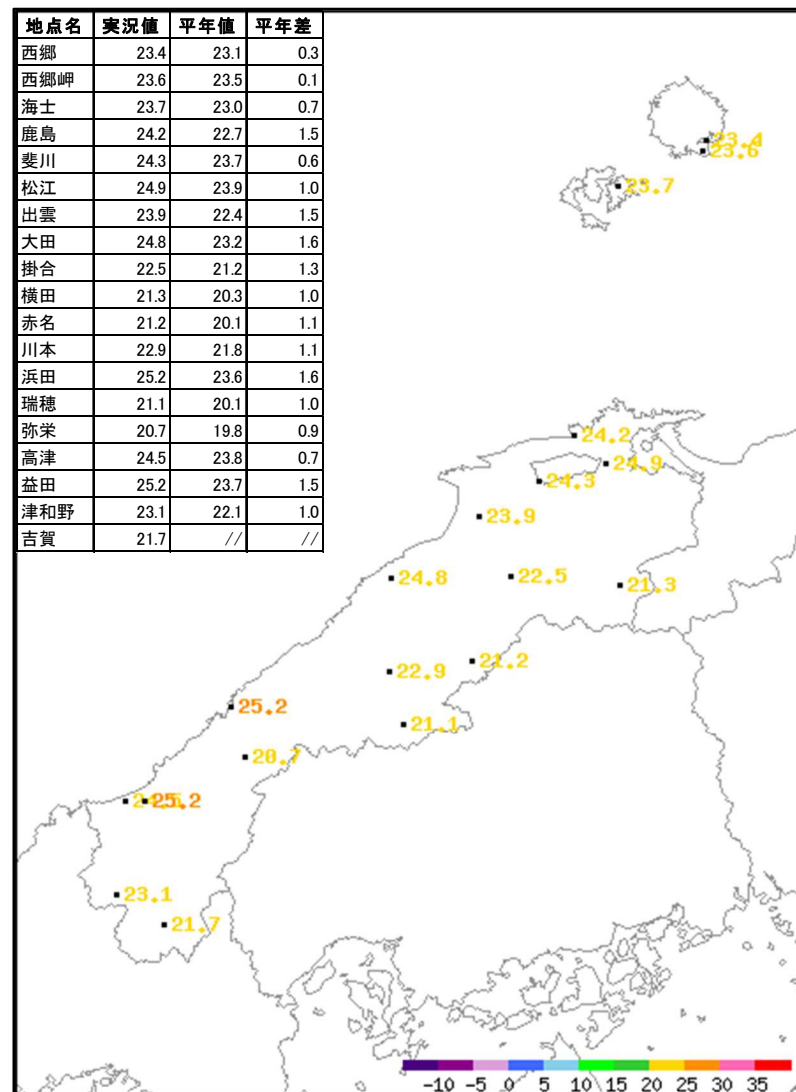 地点名 実況値 平年値 平年差
西郷 23.4 23.1 0.3
西郷岬 23.6 23.5 0.1
海士 23.7 23.0 0.7
鹿島 24.2 22.7 1.5
斐川 24.3 23.7 0.6
松江 24.9 23.9 1.0
出雲 23.9 22.4 1.5
大田 24.8 23.2 1.6
掛合 22.5 21.2 1.3
横田 21.3 20.3 1.0
赤名 21.2 20.1 1.1
川本 22.9 21.8 1.1
浜田 25.2 23.6 1.6
瑞穂 21.1 20.1 1.0
弥栄 20.7 19.8 0.9
高津 24.5 23.8 0.7
益田 25.2 23.7 1.5
津和野 23.1 22.1 1.0
吉賀 21.7 // //
23.4
23.6
23.7
24.2
24.9
24.3
23.9
24.8 22.5 21.3
21.2
22.9
25.2
21.1
20.7
24.5 25.2
23.1
21.7
-10 -5 0 5 10 15 20 25 30 35